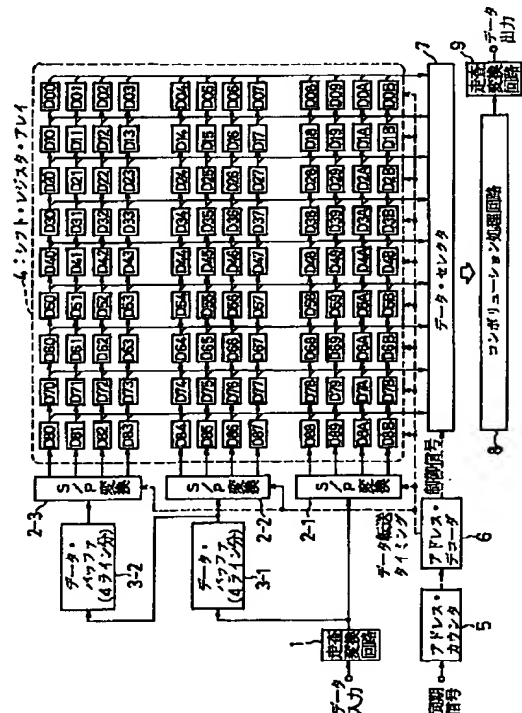 4:シフト・レジスタ・アレイ
D80 D70 D60 D50 D40 D30 D20 D10 D00
D81 D71 D61 D51 D41 D31 D21 D11 D01
D82 D72 D62 D52 D42 D32 D22 D12 D02
D83 D73 D63 D53 D43 D33 D23 D13 D03
D84 D74 D64 D54 D44 D34 D24 D14 D04
D85 D75 D65 D55 D45 D35 D25 D15 D05
D86 D76 D66 D56 D46 D36 D26 D16 D06
D87 D77 D67 D57 D47 D37 D27 D17 D07
D88 D78 D68 D58 D48 D38 D28 D18 D08
D89 D79 D69 D59 D49 D39 D29 D19 D09
D8A D7A D6A D5A D4A D3A D2A D1A D0A
D8B D7B D6B D5B D4B D3B D2B D1B D0B
S/P変換
2-3
データ・
バッファ
(4ライン分)
3-2
S/P変換
2-2
データ・
バッファ
(4ライン分)
3-1
S/P変換
2-1
データ転送
タイミング
1
走査
変換
回路
データ
入力
同期
信号
アドレス・
カウンタ
5
アドレス・
デコーダ
6
制御信号
データ・セレクタ
7
コンボリューション処理回路
8
走査
変換
回路
9
データ
出力